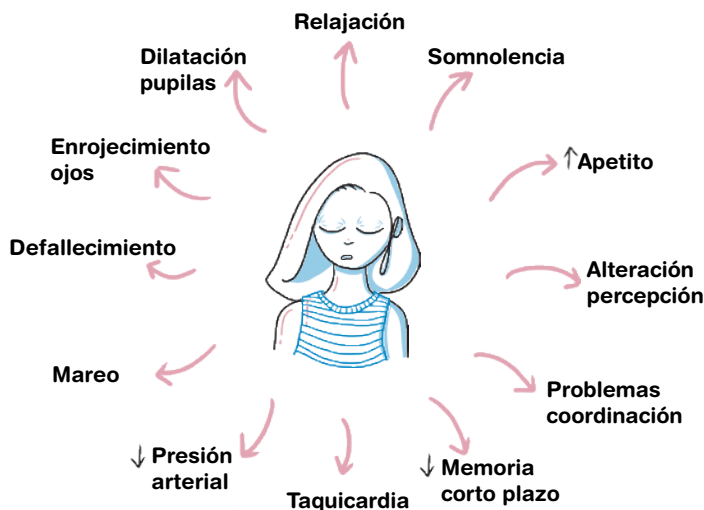 Relajación
Somnolencia
↑Apetito
Alteración
percepción
Problemas
coordinación
↓ Memoria
corto plazo
Taquicardia
↓ Presión
arterial
Mareo
Defallecimiento
Enrojecimiento
ojos
Dilatación
pupilas